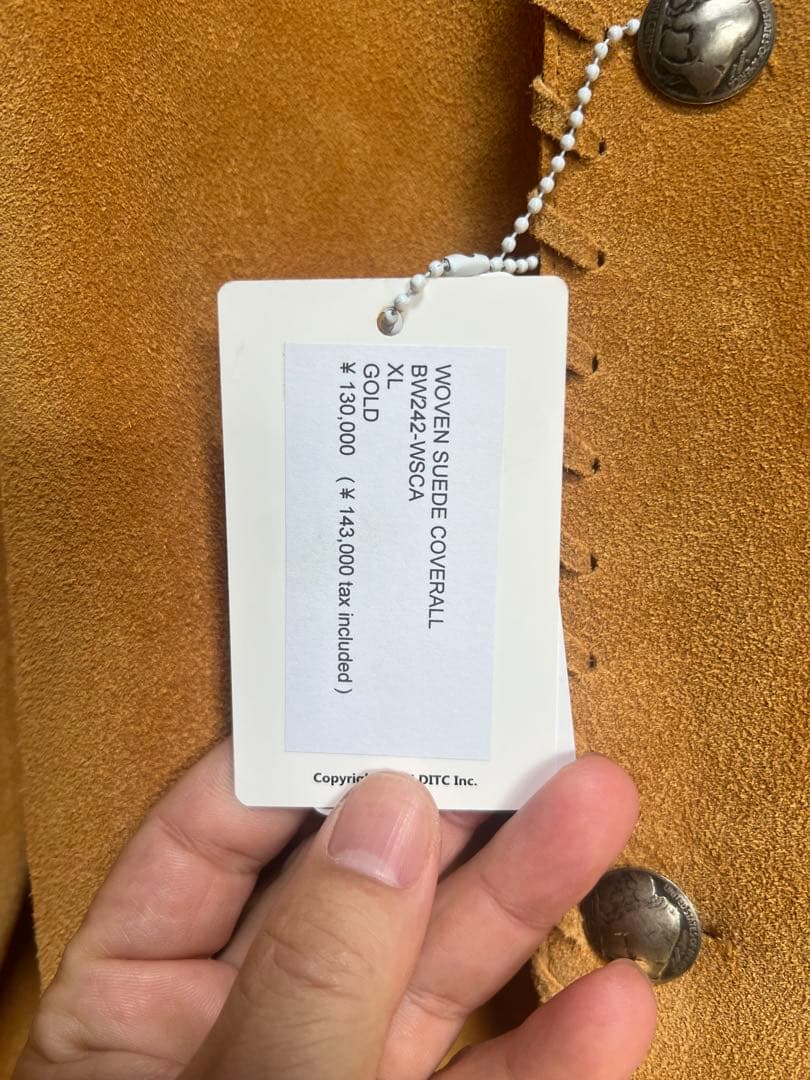 WOVEN SUEDE COVERALL
BW242-WSCA
XL
GOLD
¥ 130,000 (¥ 143,000 tax included)
DITC Inc.